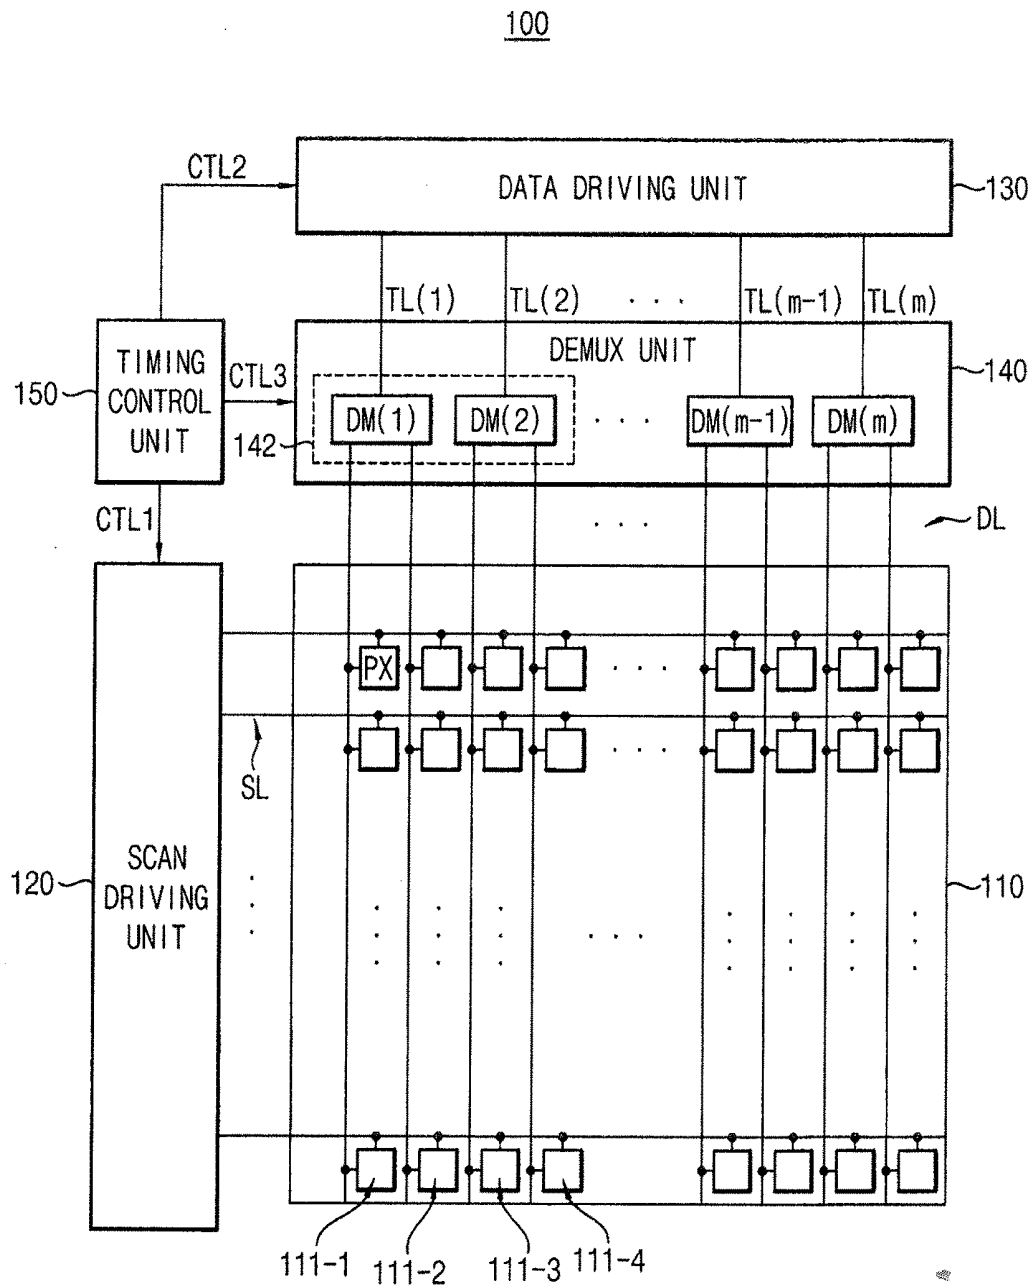 100
CTL2
DATA DRIVING UNIT
130
TL(1)
TL(2)
. . .
TL(m-1)
TL(m)
TIMING
CONTROL
UNIT
150
CTL3
DEMUX UNIT
140
DM(1)
DM(2)
. . .
DM(m-1)
DM(m)
142
CTL1
. . .
DL
PX
. . .
. . .
SL
SCAN
DRIVING
UNIT
120
110
. . .
111-1
111-2
111-3
111-4